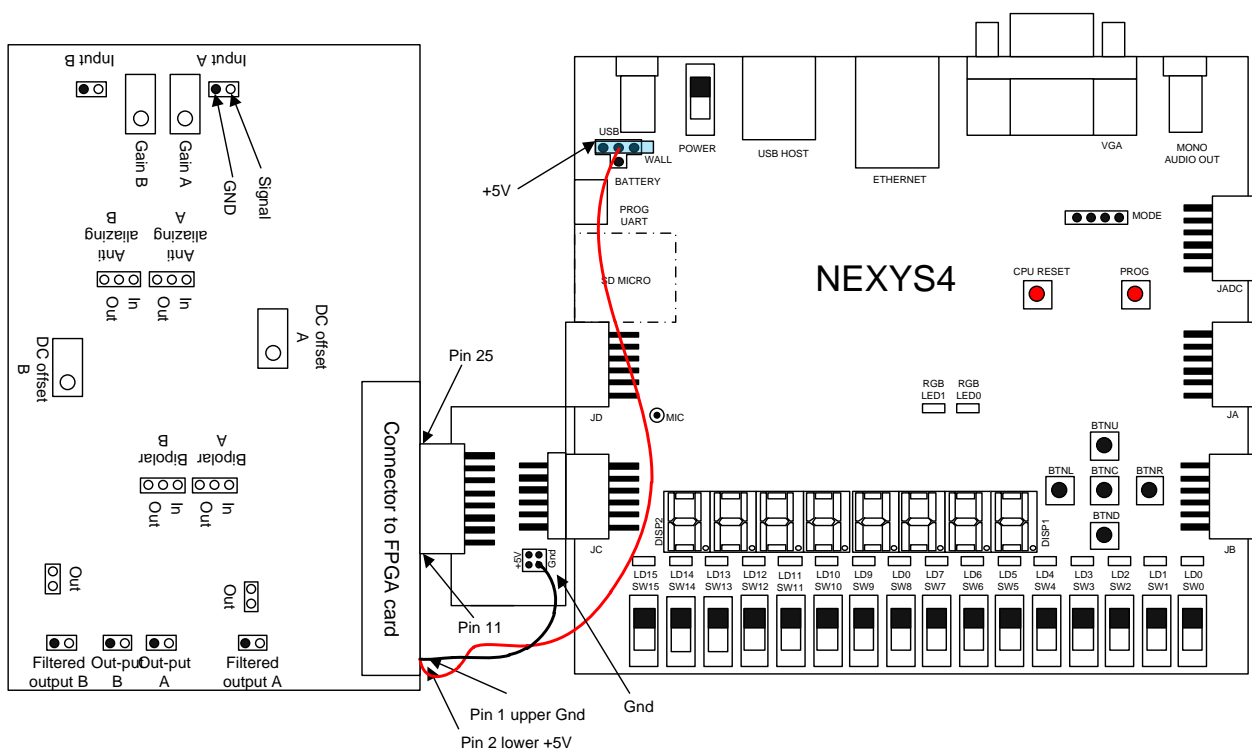 Input B
Input A
Gain B
Gain A
GND
Signal
Anti
aliazing
B
Anti
aliazing
A
Out
In
Out
In
DC offset
A
DC offset
B
Bipolar
B
Bipolar
A
Out
In
Out
In
Out
Out
Filtered
output B
Out-put
B
Out-put
A
Filtered
output A
Connector to FPGA card
Pin 25
Pin 11
+5V
Gnd
Pin 1 upper Gnd
Pin 2 lower +5V
Gnd
+5V
USB
WALL
BATTERY
POWER
USB HOST
ETHERNET
VGA
MONO
AUDIO OUT
PROG
UART
SD MICRO
NEXYS4
MODE
CPU RESET
PROG
JADC
JD
MIC
RGB
LED1
RGB
LED0
JA
BTNU
BTNL
BTNC
BTNR
BTND
JC
DISP2
DISP1
JB
LD15
SW15
LD14
SW14
LD13
SW13
LD12
SW12
LD11
SW11
LD10
SW10
LD9
SW9
LD0
SW8
LD7
SW7
LD6
SW6
LD5
SW5
LD4
SW4
LD3
SW3
LD2
SW2
LD1
SW1
LD0
SW0